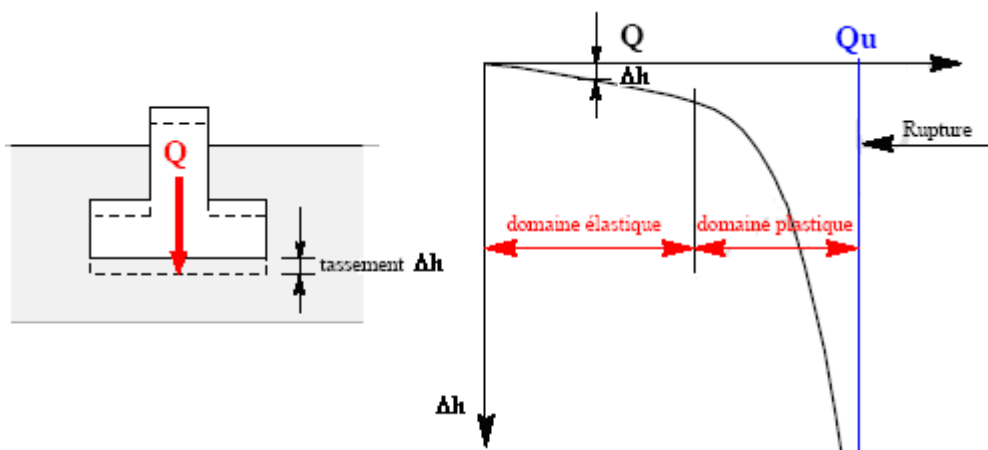 Q
tassement Δh
Q
Qu
Δh
Rupture
domaine élastique
domaine plastique
Δh